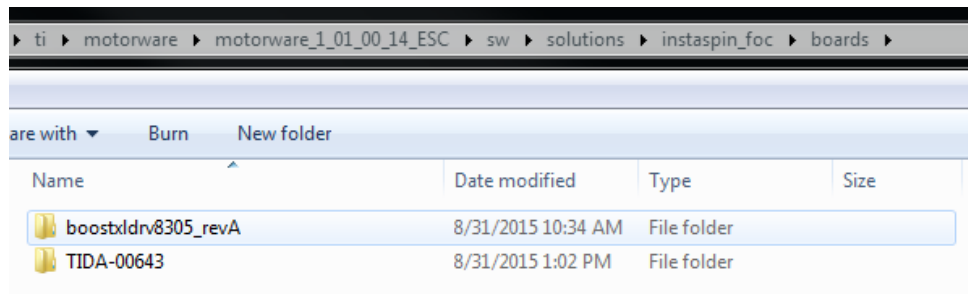 ti motorware motorware_1_01_00_14_ESC sw solutions instaspin_foc boards
are with Burn New folder
Name Date modified Type Size
boostxldrv8305_revA 8/31/2015 10:34 AM File folder
TIDA-00643 8/31/2015 1:02 PM File folder